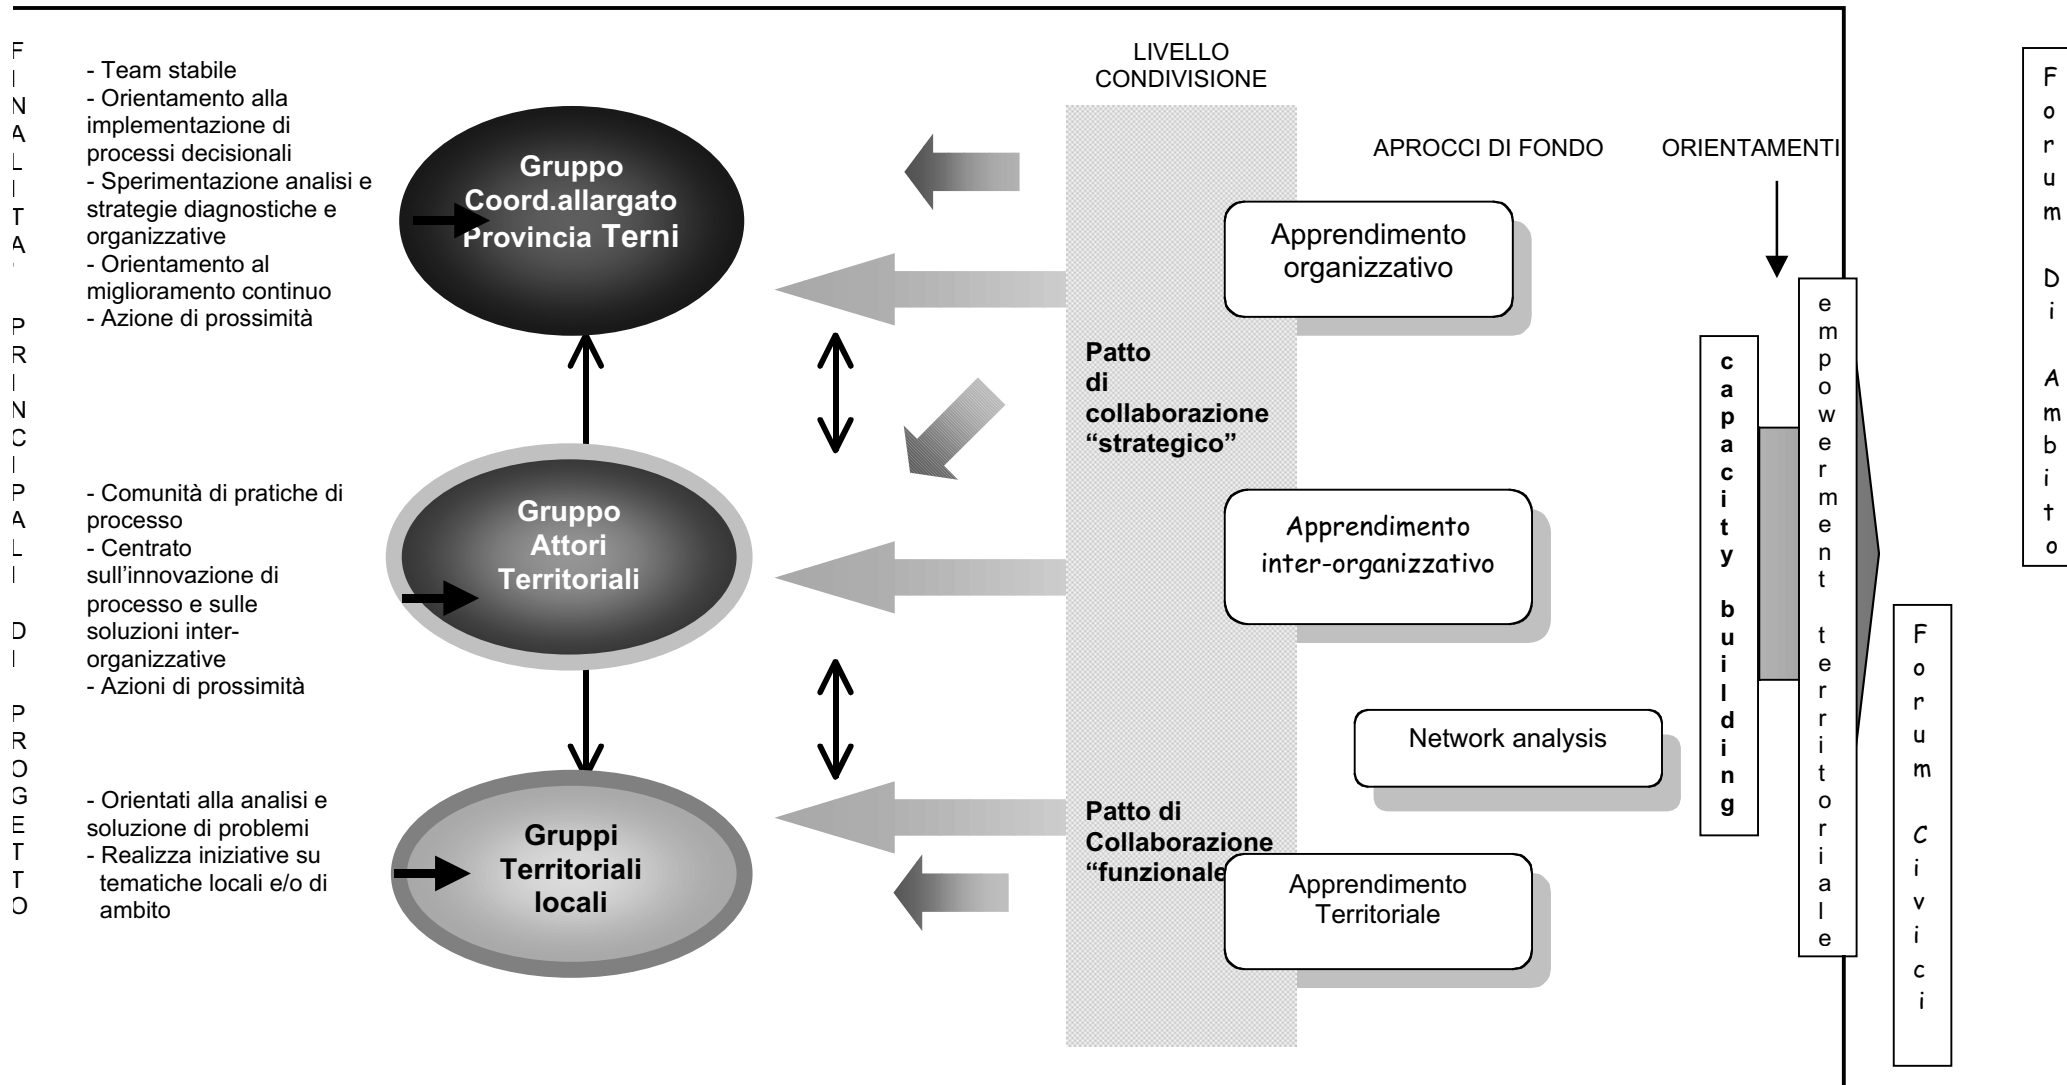 FINALITA' PRINCIPALI DI PROGETTO
- Team stabile
- Orientamento alla
implementazione di
processi decisionali
- Sperimentazione analisi e
strategie diagnostiche e
organizzative
- Orientamento al
miglioramento continuo
- Azione di prossimità
- Comunità di pratiche di
processo
- Centrato
sull’innovazione di
processo e sulle
soluzioni inter-
organizzative
- Azioni di prossimità
- Orientati alla analisi e
soluzione di problemi
- Realizza iniziative su
tematiche locali e/o di
ambito
Gruppo
Coord.allargato
Provincia Terni
Gruppo
Attori
Territoriali
Gruppi
Territoriali
locali
LIVELLO
CONDIVISIONE
Patto
di
collaborazione
“strategico”
Patto di
Collaborazione
“funzionale
APROCCI DI FONDO
Apprendimento
organizzativo
Apprendimento
inter-organizzativo
Network analysis
Apprendimento
Territoriale
ORIENTAMENTI
capacity building
empowerment territoriale
Forum Civici
Forum Di Ambito